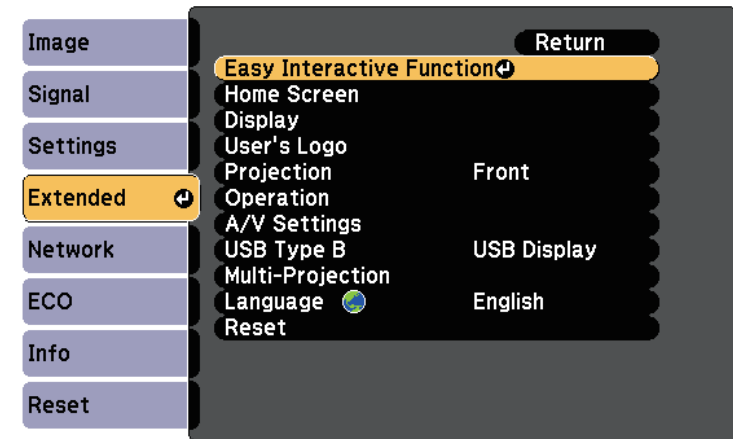 Image
Signal
Settings
Extended
Network
ECO
Info
Reset
Return
Easy Interactive Function
Home Screen
Display
User's Logo
Projection Front
Operation
A/V Settings
USB Type B USB Display
Multi-Projection
Language English
Reset